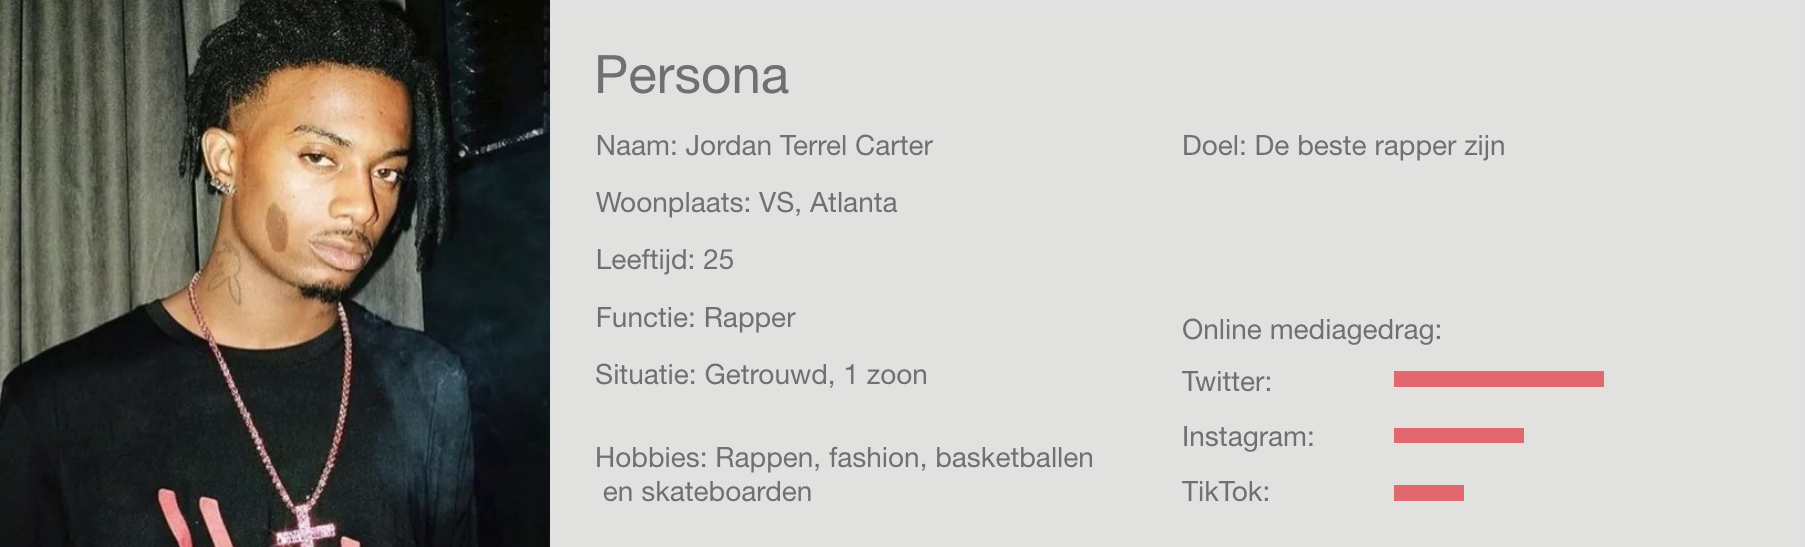 Persona
Naam: Jordan Terrel Carter
Woonplaats: VS, Atlanta
Leeftijd: 25
Functie: Rapper
Situatie: Getrouwd, 1 zoon
Hobbies: Rappen, fashion, basketballen
en skateboarden
Doel: De beste rapper zijn
Online mediagedrag:
Twitter:
Instagram:
TikTok: